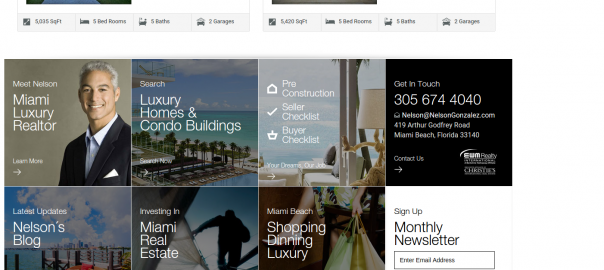 5,035 SqFt 5 Bed Rooms 5 Baths 2 Garages
5,420 SqFt 5 Bed Rooms 5 Baths 2 Garages
Meet Nelson
Miami
Luxury
Realtor
Learn More
Search
Luxury
Homes &
Condo Buildings
Search Now
Pre
Construction
Seller
Checklist
Buyer
Checklist
Your Dreams, Our Job
Get In Touch
305 674 4040
Nelson@NelsonGonzalez.com
419 Arthur Godfrey Road
Miami Beach, Florida 33140
Contact Us
EWM Realty
INTERNATIONAL
CHRISTIE'S
Latest Updates
Nelson´s
Blog
Investing In
Miami
Real
Estate
Miami Beach
Shopping
Dinning
Luxury
Sign Up
Monthly
Newsletter
Enter Email Address